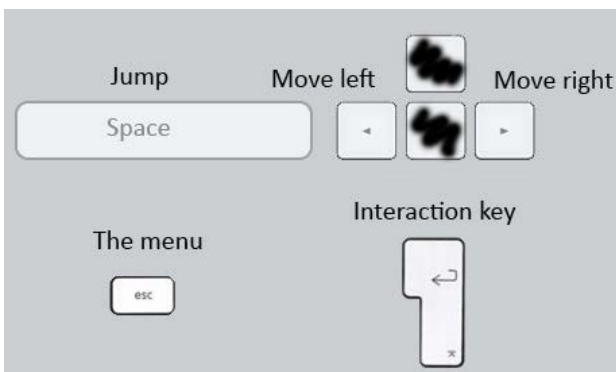 Jump
Move left
Move right
Space
Interaction key
The menu
esc